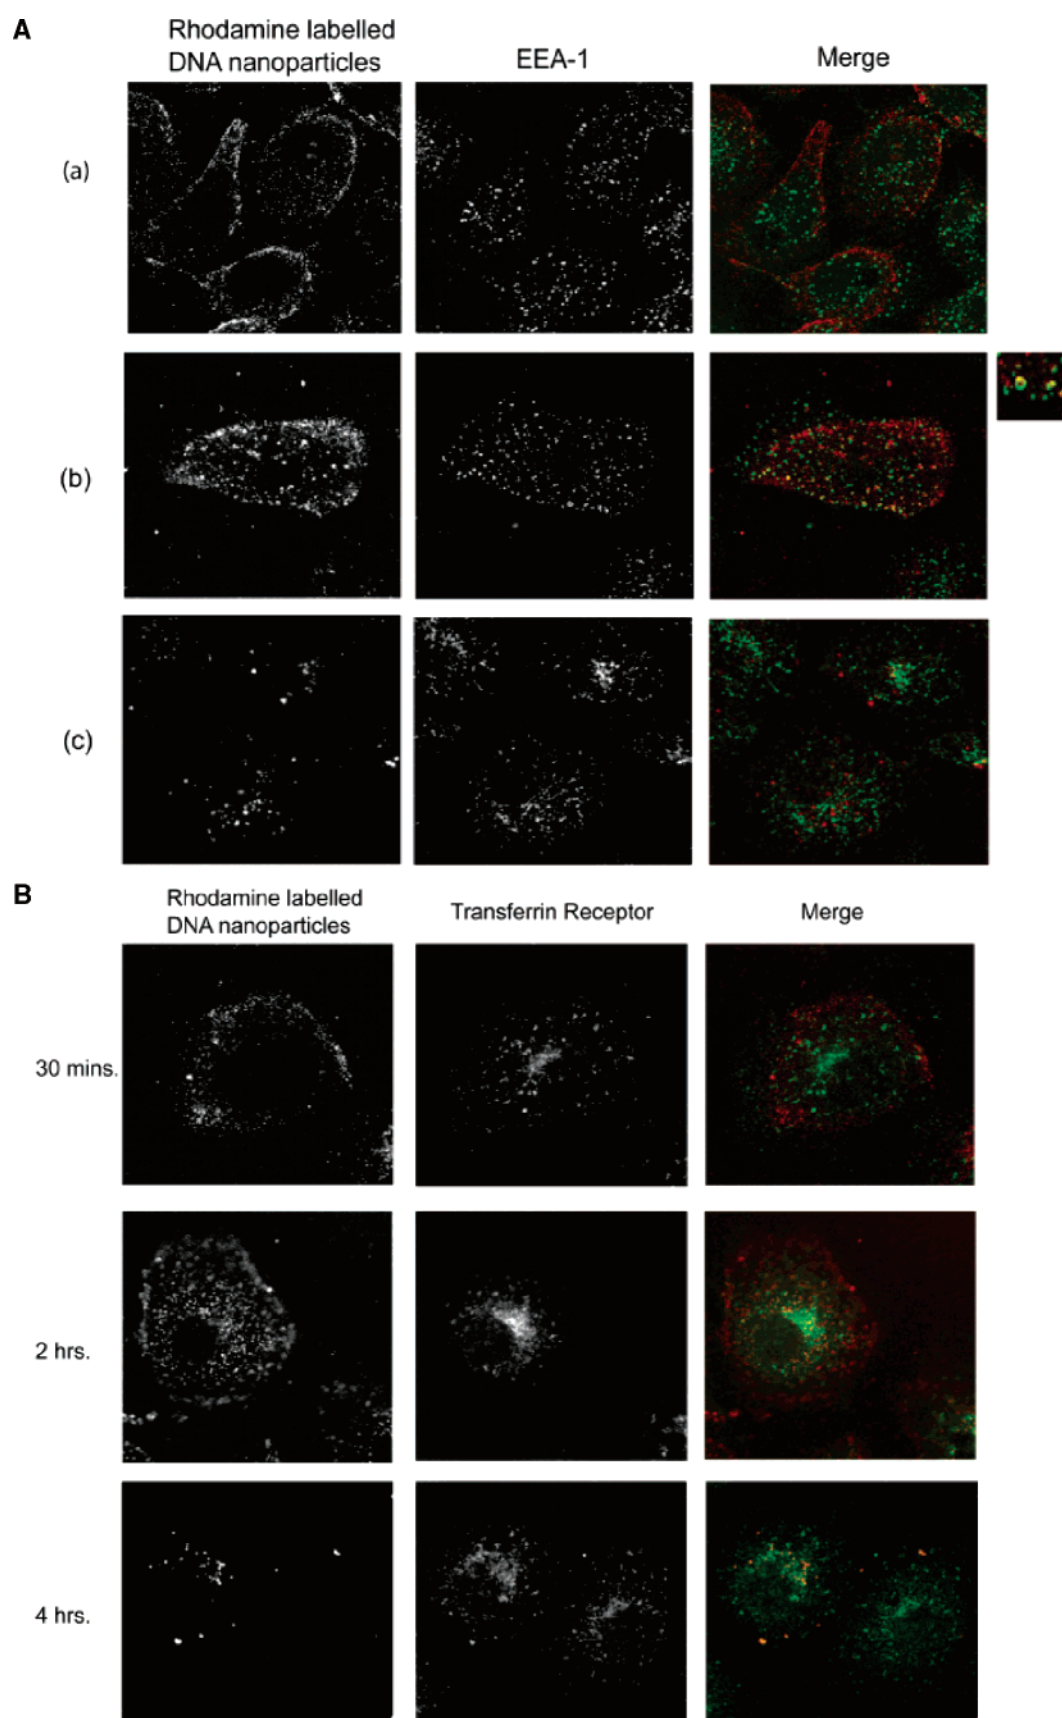 A
Rhodamine labelled
DNA nanoparticles
EEA-1
Merge
(a)
(b)
(c)
B
Rhodamine labelled
DNA nanoparticles
Transferrin Receptor
Merge
30 mins.
2 hrs.
4 hrs.